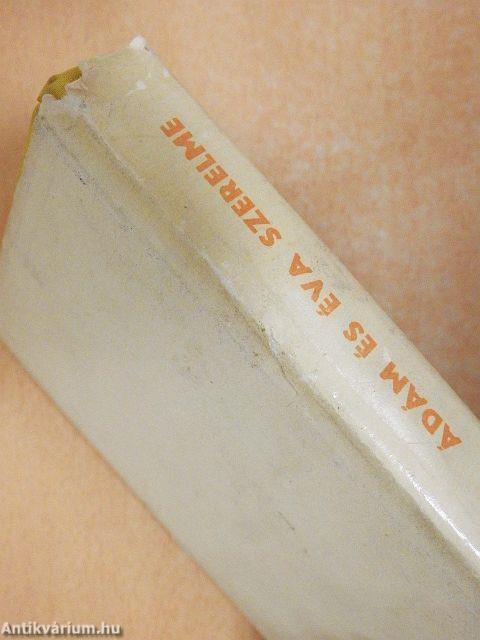 ÁDÁM ÉS ÉVA SZERELME
Antikvárium.hu